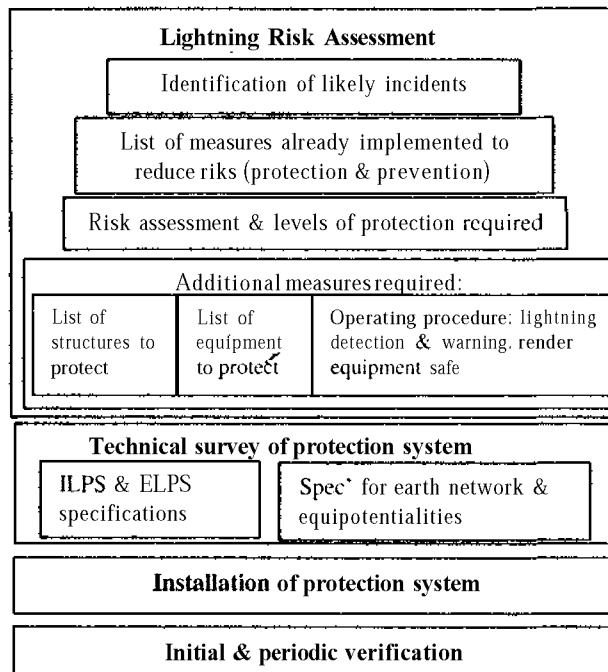 Lightning Risk Assessment
Identification of likely incidents
List of measures already implemented to
reduce riks (protection & prevention)
Risk assessment & levels of protection required
Additional measures required:
List of
structures to
protect
List of
equipment
to protect
Operating procedure: lightning
detection & warning, render
equipment safe
Technical survey of protection system
ILPS & ELPS
specifications
Spec° for earth network &
equipotentialities
Installation of protection system
Initial & periodic verification